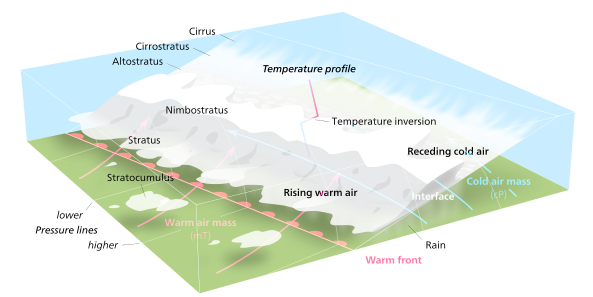 Cirrus
Cirrostratus
Altostratus
Temperature profile
Nimbostratus
Temperature inversion
Stratus
Receding cold air
Stratocumulus
Cold air mass
(cP)
Rising warm air
Interface
lower
Pressure lines
higher
Warm air mass
(mT)
Rain
Warm front